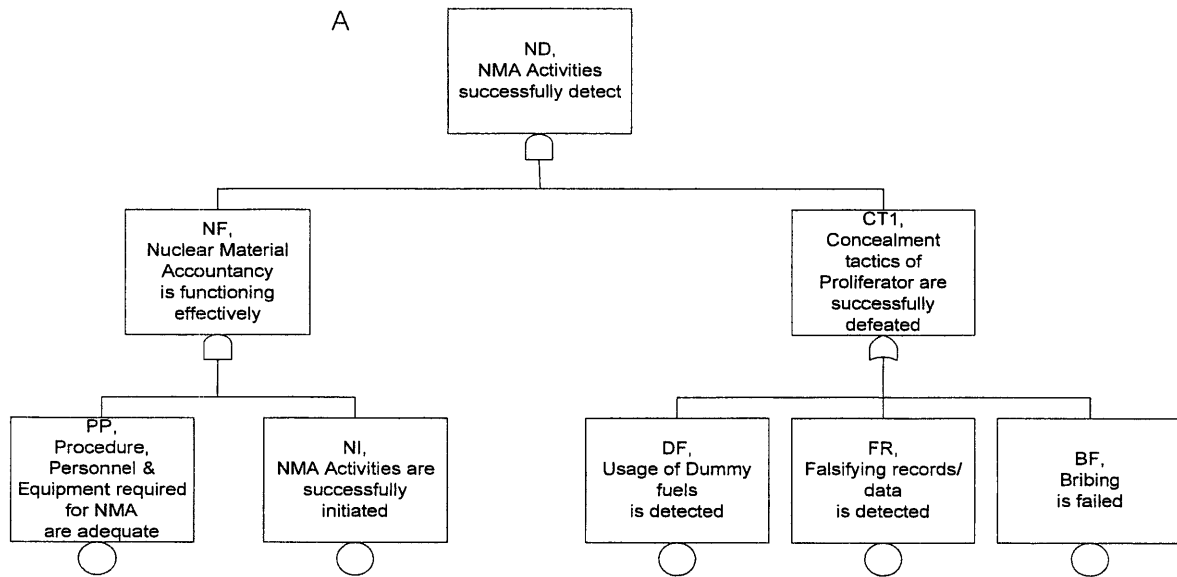 A
ND,
NMA Activities
successfully detect
NF,
Nuclear Material
Accountancy
is functioning
effectively
CT1,
Concealment
tactics of
Proliferator are
successfully
defeated
PP,
Procedure,
Personnel &
Equipment required
for NMA
are adequate
NI,
NMA Activities are
successfully
initiated
DF,
Usage of Dummy
fuels
is detected
FR,
Falsifying records/
data
is detected
BF,
Bribing
is failed